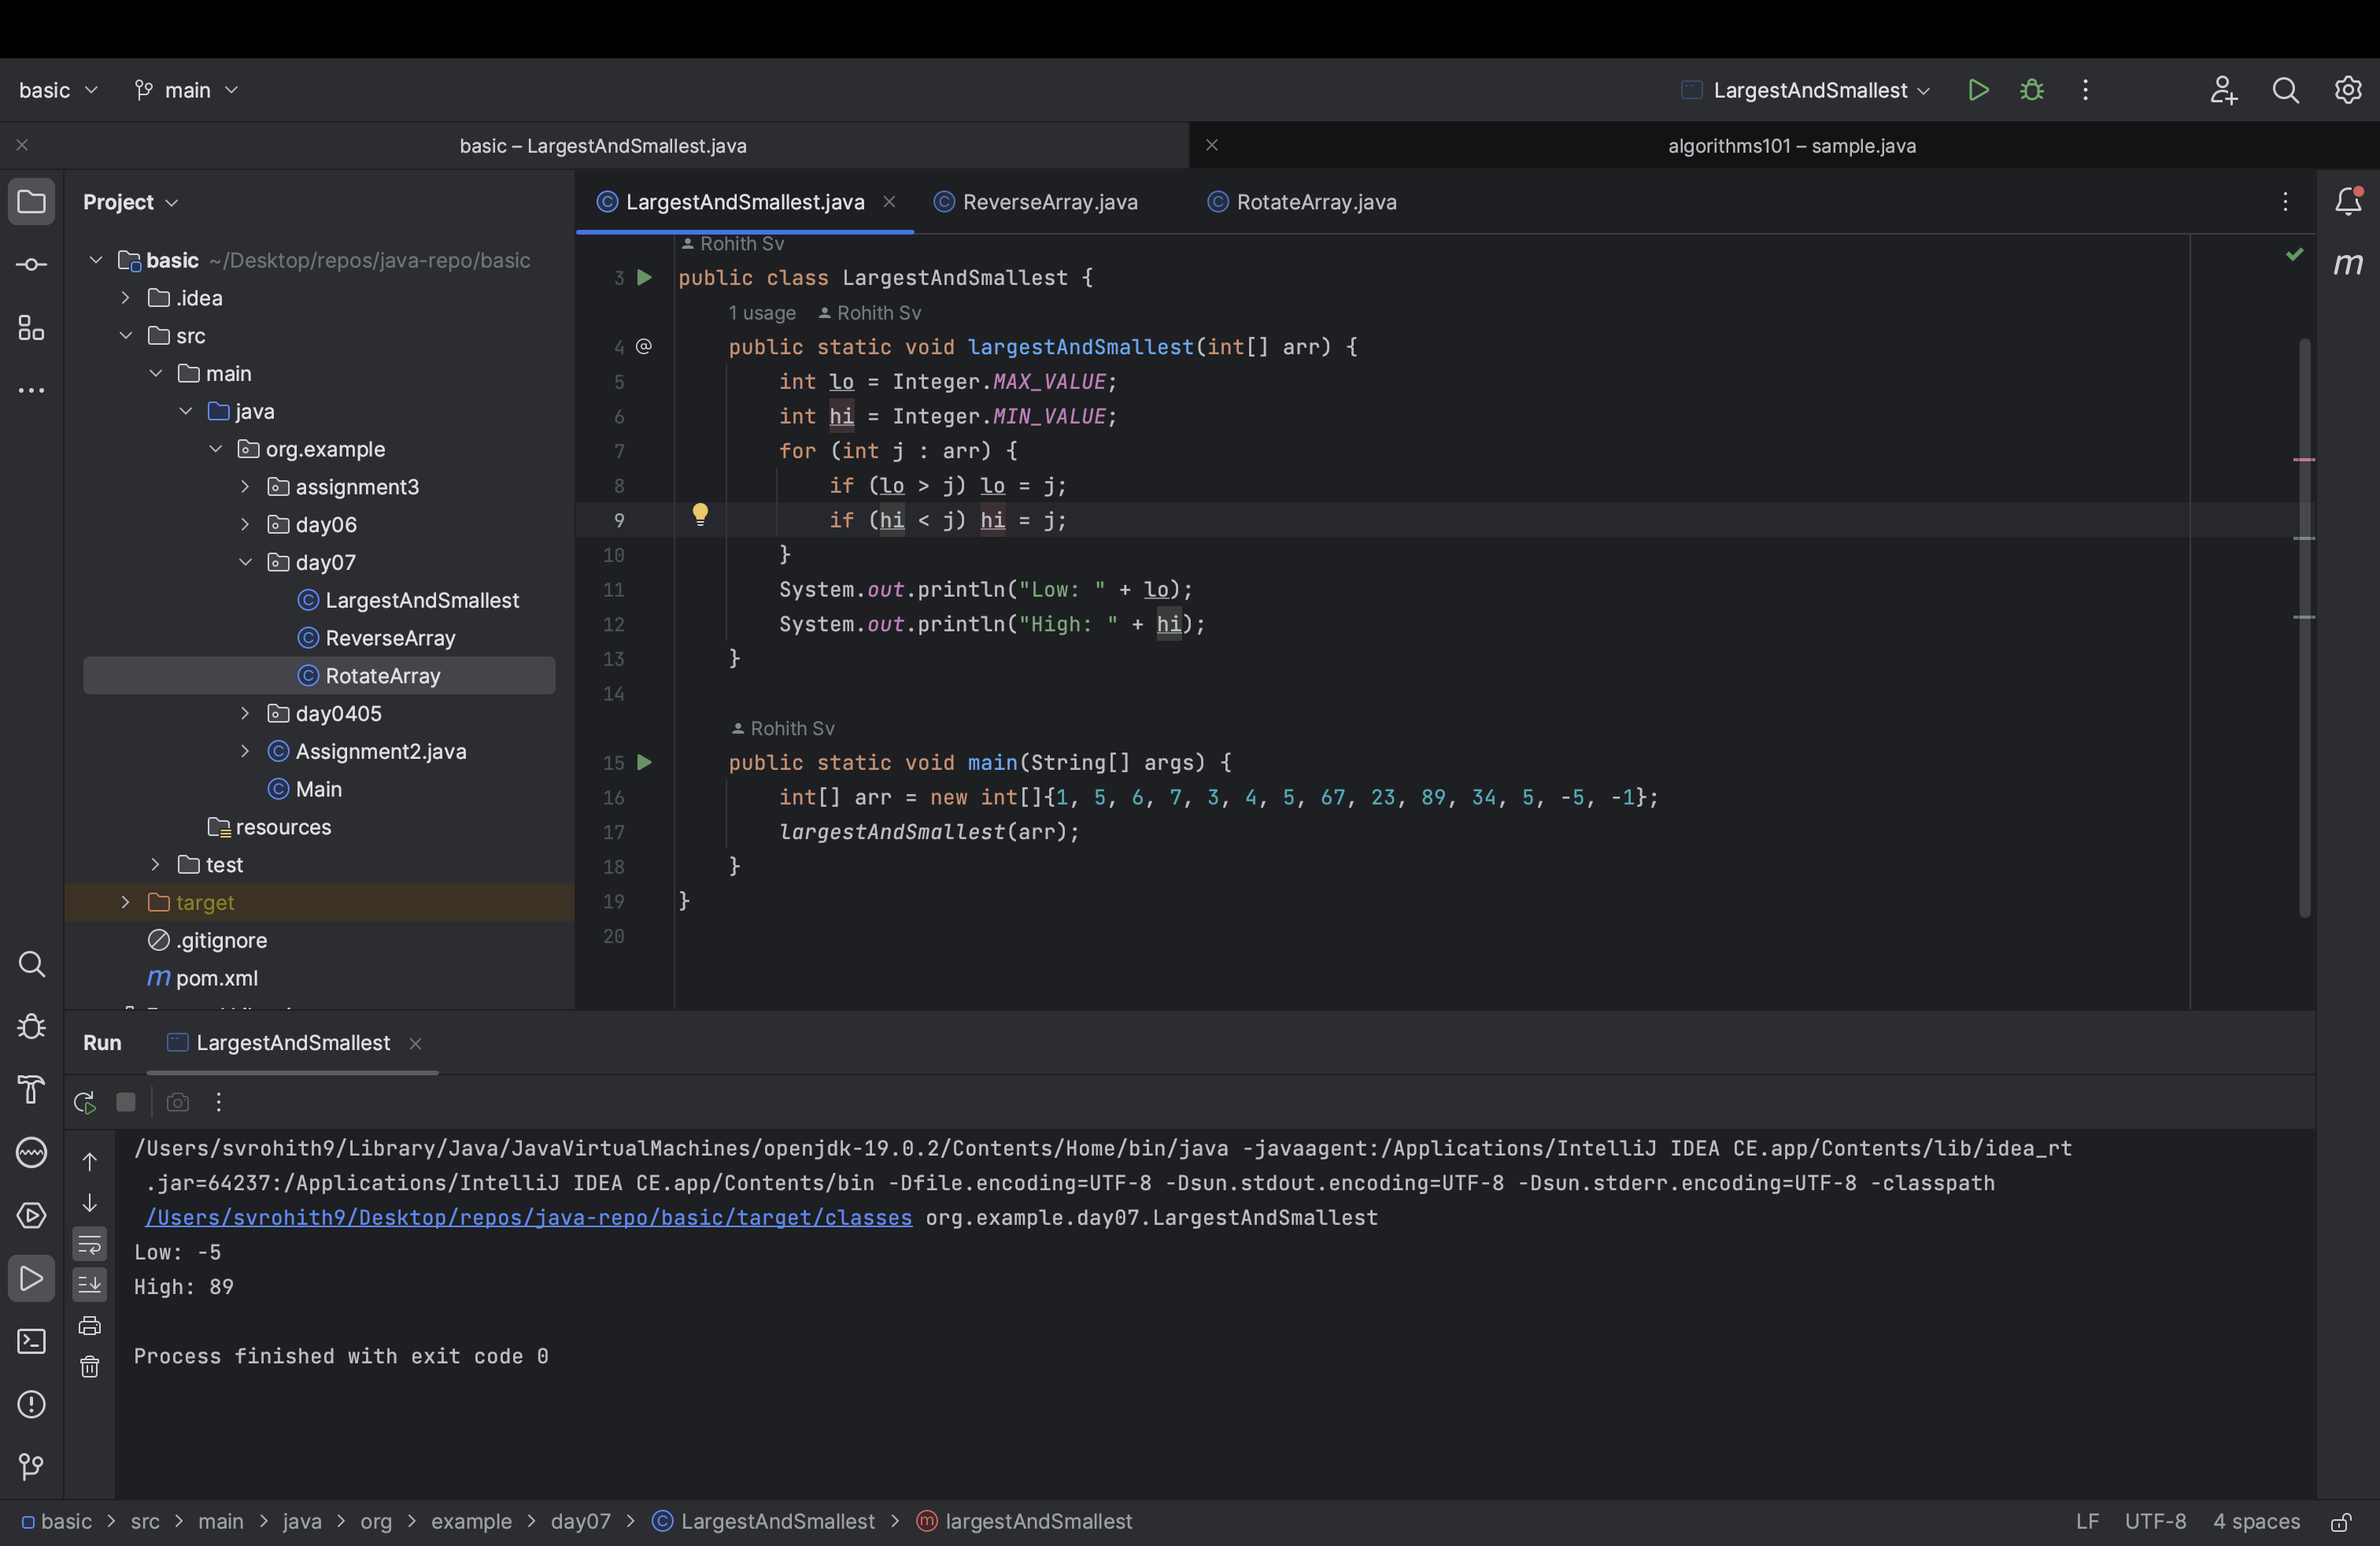 basic main LargestAndSmallest
basic – LargestAndSmallest.java algorithms101 – sample.java
Project
basic ~/Desktop/repos/java-repo/basic
.idea
src
main
java
org.example
assignment3
day06
day07
LargestAndSmallest
ReverseArray
RotateArray
day0405
Assignment2.java
Main
resources
test
target
.gitignore
pom.xml
LargestAndSmallest.java ReverseArray.java RotateArray.java
Rohith Sv
3 public class LargestAndSmallest {
1 usage Rohith Sv
4 @ public static void largestAndSmallest(int[] arr) {
5 int lo = Integer.MAX_VALUE;
6 int hi = Integer.MIN_VALUE;
7 for (int j : arr) {
8 if (lo > j) lo = j;
9 if (hi < j) hi = j;
10 }
11 System.out.println("Low: " + lo);
12 System.out.println("High: " + hi);
13 }
14
Rohith Sv
15 public static void main(String[] args) {
16 int[] arr = new int[]{1, 5, 6, 7, 3, 4, 5, 67, 23, 89, 34, 5, -5, -1};
17 largestAndSmallest(arr);
18 }
19 }
20
m
Run LargestAndSmallest
/Users/svrohith9/Library/Java/JavaVirtualMachines/openjdk-19.0.2/Contents/Home/bin/java -javaagent:/Applications/IntelliJ IDEA CE.app/Contents/lib/idea_rt
.jar=64237:/Applications/IntelliJ IDEA CE.app/Contents/bin -Dfile.encoding=UTF-8 -Dsun.stdout.encoding=UTF-8 -Dsun.stderr.encoding=UTF-8 -classpath
/Users/svrohith9/Desktop/repos/java-repo/basic/target/classes org.example.day07.LargestAndSmallest
Low: -5
High: 89
Process finished with exit code 0
basic > src > main > java > org > example > day07 > LargestAndSmallest > largestAndSmallest LF UTF-8 4 spaces